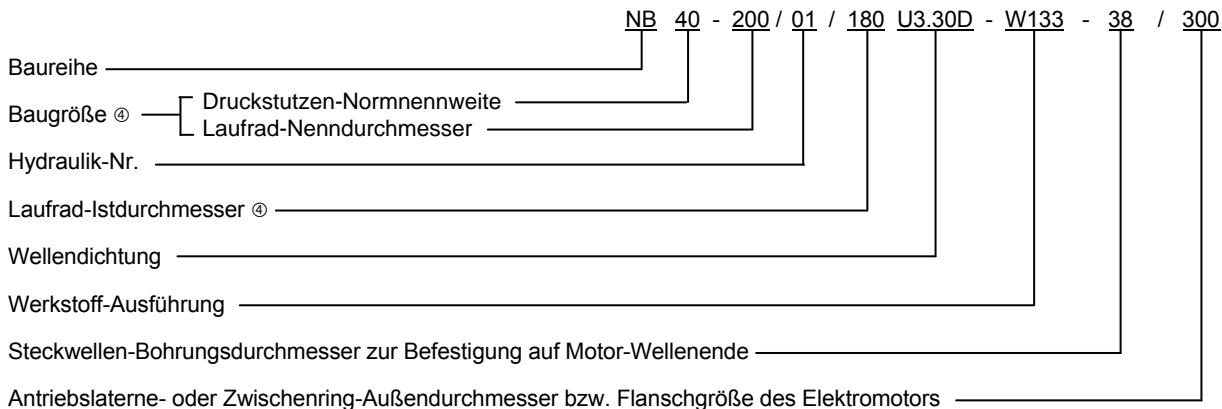 NB 40 - 200 / 01 / 180 U3.30D - W133 - 38 / 300
Baureihe
Baugröße ④
Druckstutzen-Normnennweite
Laufrad-Nenndurchmesser
Hydraulik-Nr.
Laufrad-Istdurchmesser ④
Wellendichtung
Werkstoff-Ausführung
Steckwellen-Bohrungsdurchmesser zur Befestigung auf Motor-Wellenende
Antriebslaterne- oder Zwischenring-Außendurchmesser bzw. Flanschgröße des Elektromotors